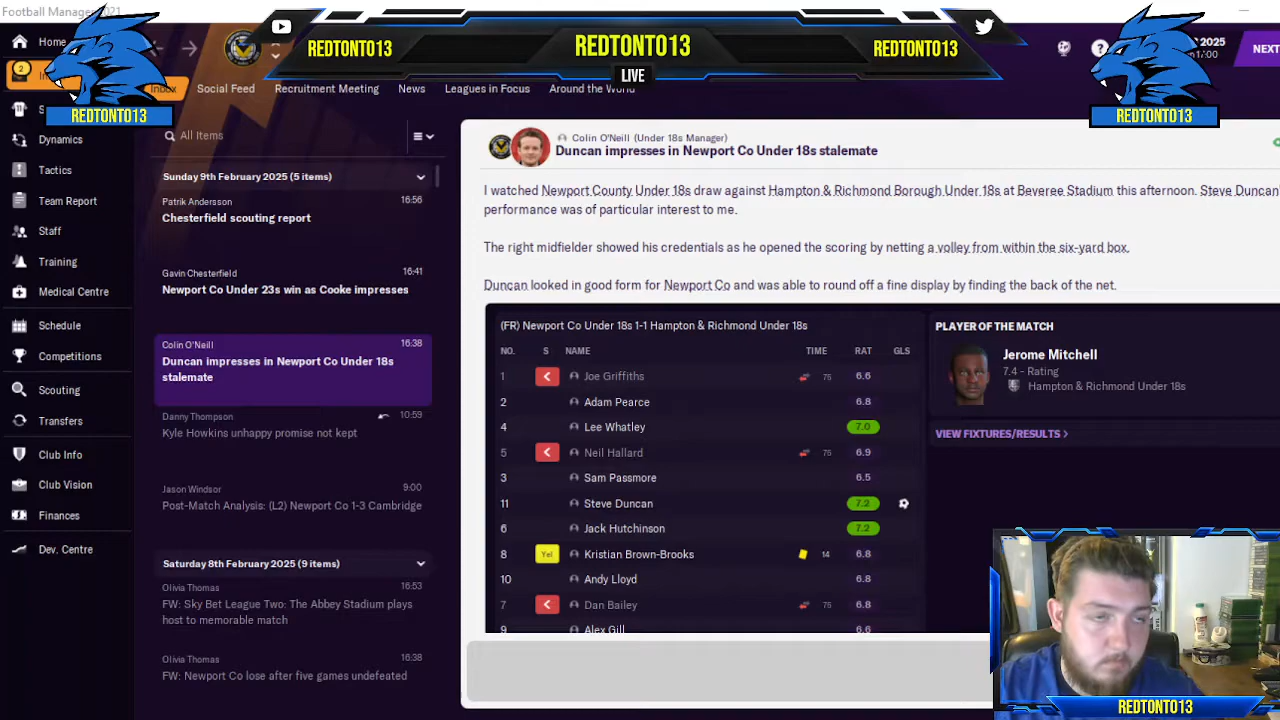 Football Manager 2021
REDTONTO13
REDTONTO13
REDTONTO13
LIVE
REDTONTO13
REDTONTO13
2025
17:00
NEXT
Home
2
Inbox
Social Feed
Recruitment Meeting
News
Leagues in Focus
Around the World
Dynamics
Tactics
Team Report
Staff
Training
Medical Centre
Schedule
Competitions
Scouting
Transfers
Club Info
Club Vision
Finances
Dev. Centre
All Items
Sunday 9th February 2025 (5 items)
Patrik Andersson 16:56
Chesterfield scouting report
Gavin Chesterfield 16:41
Newport Co Under 23s win as Cooke impresses
Colin O'Neill 16:38
Duncan impresses in Newport Co Under 18s
stalemate
Danny Thompson 10:59
Kyle Howkins unhappy promise not kept
Jason Windsor 9:00
Post-Match Analysis: (L2) Newport Co 1-3 Cambridge
Saturday 8th February 2025 (9 items)
Olivia Thomas 16:53
FW: Sky Bet League Two: The Abbey Stadium plays
host to memorable match
Olivia Thomas 16:38
FW: Newport Co lose after five games undefeated
Colin O'Neill (Under 18s Manager)
Duncan impresses in Newport Co Under 18s stalemate
I watched Newport County Under 18s draw against Hampton & Richmond Borough Under 18s at Beveree Stadium this afternoon. Steve Duncan
performance was of particular interest to me.
The right midfielder showed his credentials as he opened the scoring by netting a volley from within the six-yard box.
Duncan looked in good form for Newport Co and was able to round off a fine display by finding the back of the net.
(FR) Newport Co Under 18s 1-1 Hampton & Richmond Under 18s
NO. S NAME TIME RAT GLS
1 Joe Griffiths 75 6.6
2 Adam Pearce 6.8
4 Lee Whatley 7.0
5 Neil Hallard 75 6.9
3 Sam Passmore 6.5
11 Steve Duncan 7.2
6 Jack Hutchinson 7.2
8 Yel Kristian Brown-Brooks 14 6.8
10 Andy Lloyd 6.8
7 Dan Bailey 75 6.8
9 Alex Gill 6.6
PLAYER OF THE MATCH
Jerome Mitchell
7.4 - Rating
Hampton & Richmond Under 18s
VIEW FIXTURES/RESULTS >
REDTONTO13